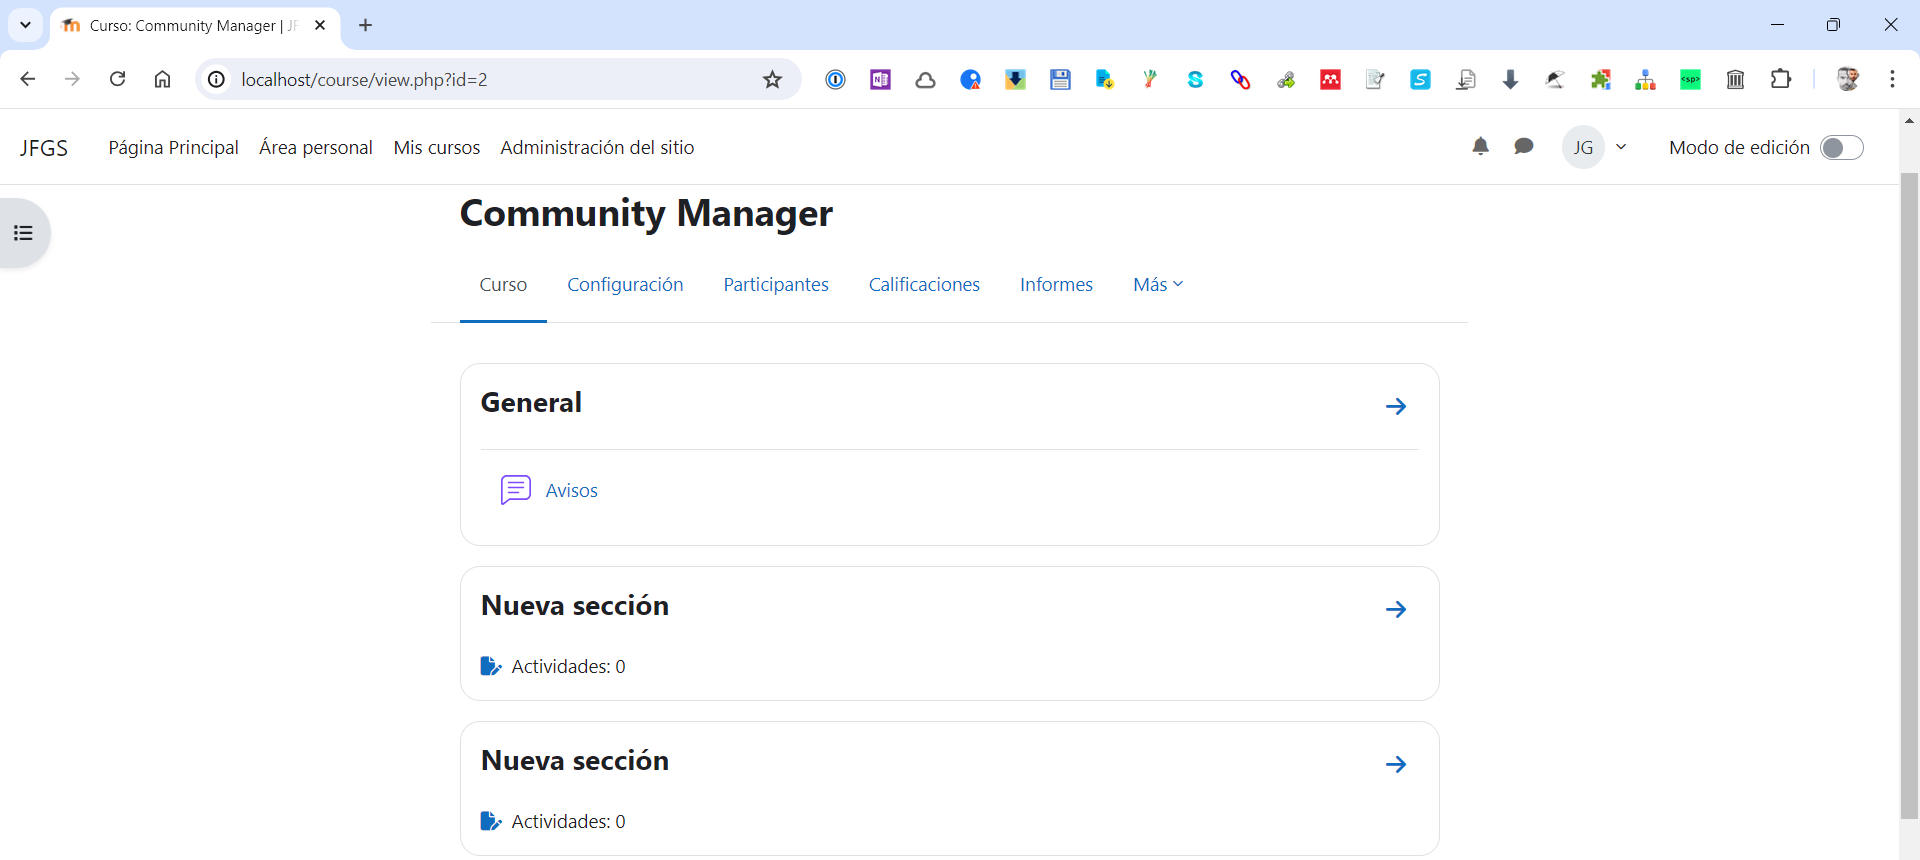 Curso: Community Manager | JF
localhost/course/view.php?id=2
JFGS
Página Principal
Área personal
Mis cursos
Administración del sitio
JG
Modo de edición
Community Manager
Curso
Configuración
Participantes
Calificaciones
Informes
Más
General
Avisos
Nueva sección
Actividades: 0
Nueva sección
Actividades: 0